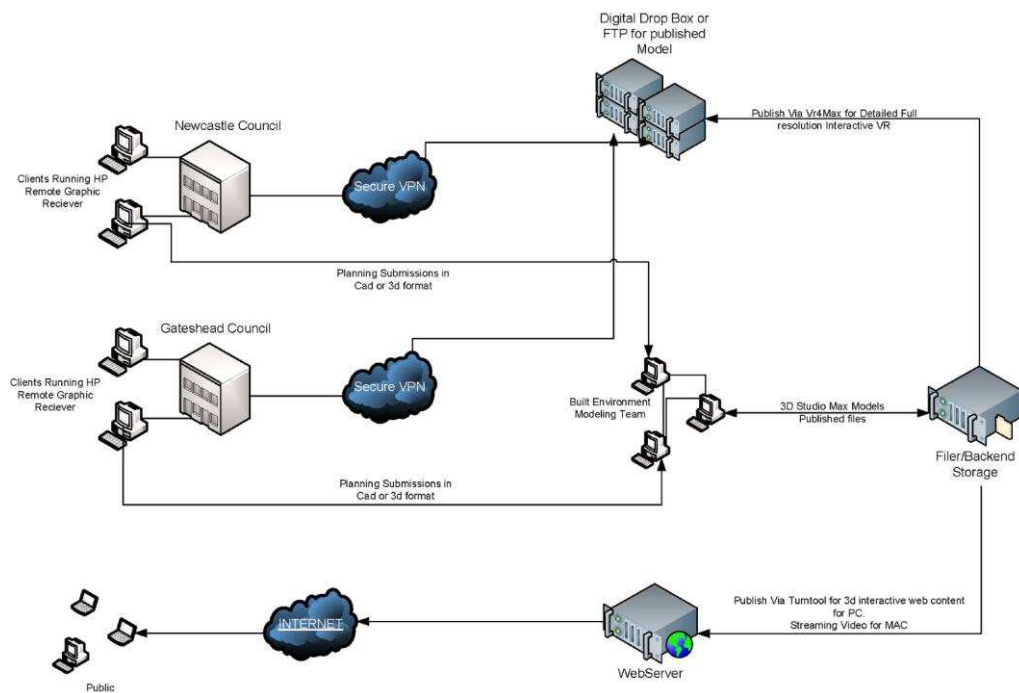 Digital Drop Box or
FTP for published
Model
Publish Via Vr4Max for Detailed Full
resolution Interactive VR
Newcastle Council
Clients Running HP
Remote Graphic
Reciever
Secure VPN
Planning Submissions in
Cad or 3d format
Gateshead Council
Clients Running HP
Remote Graphic
Reciever
Secure VPN
Built Environment
Modeling Team
3D Studio Max Models
Published files
Filer/Backend
Storage
Planning Submissions in
Cad or 3d format
Publish Via Turntool for 3d interactive web content
for PC.
Streaming Video for MAC
INTERNET
WebServer
Public